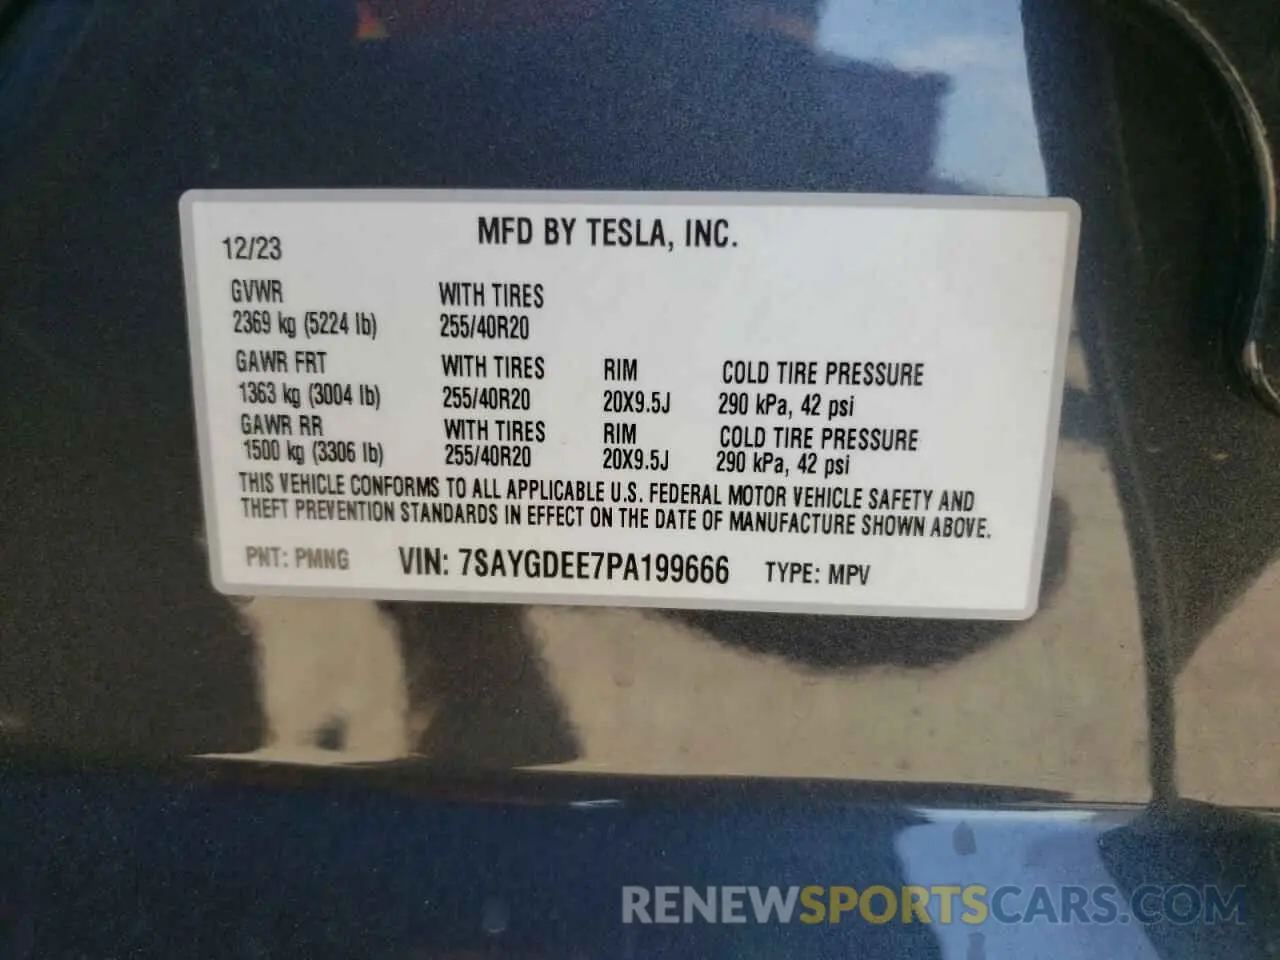 MFD BY TESLA, INC.
12/23
GVWR WITH TIRES
2369 kg (5224 lb) 255/40R20
GAWR FRT WITH TIRES RIM COLD TIRE PRESSURE
1363 kg (3004 lb) 255/40R20 20X9.5J 290 kPa, 42 psi
GAWR RR WITH TIRES RIM COLD TIRE PRESSURE
1500 kg (3306 lb) 255/40R20 20X9.5J 290 kPa, 42 psi
THIS VEHICLE CONFORMS TO ALL APPLICABLE U.S. FEDERAL MOTOR VEHICLE SAFETY AND
THEFT PREVENTION STANDARDS IN EFFECT ON THE DATE OF MANUFACTURE SHOWN ABOVE.
PNT: PMNG VIN: 7SAYGDEE7PA199666 TYPE: MPV
RENEWSPORTSCARS.COM